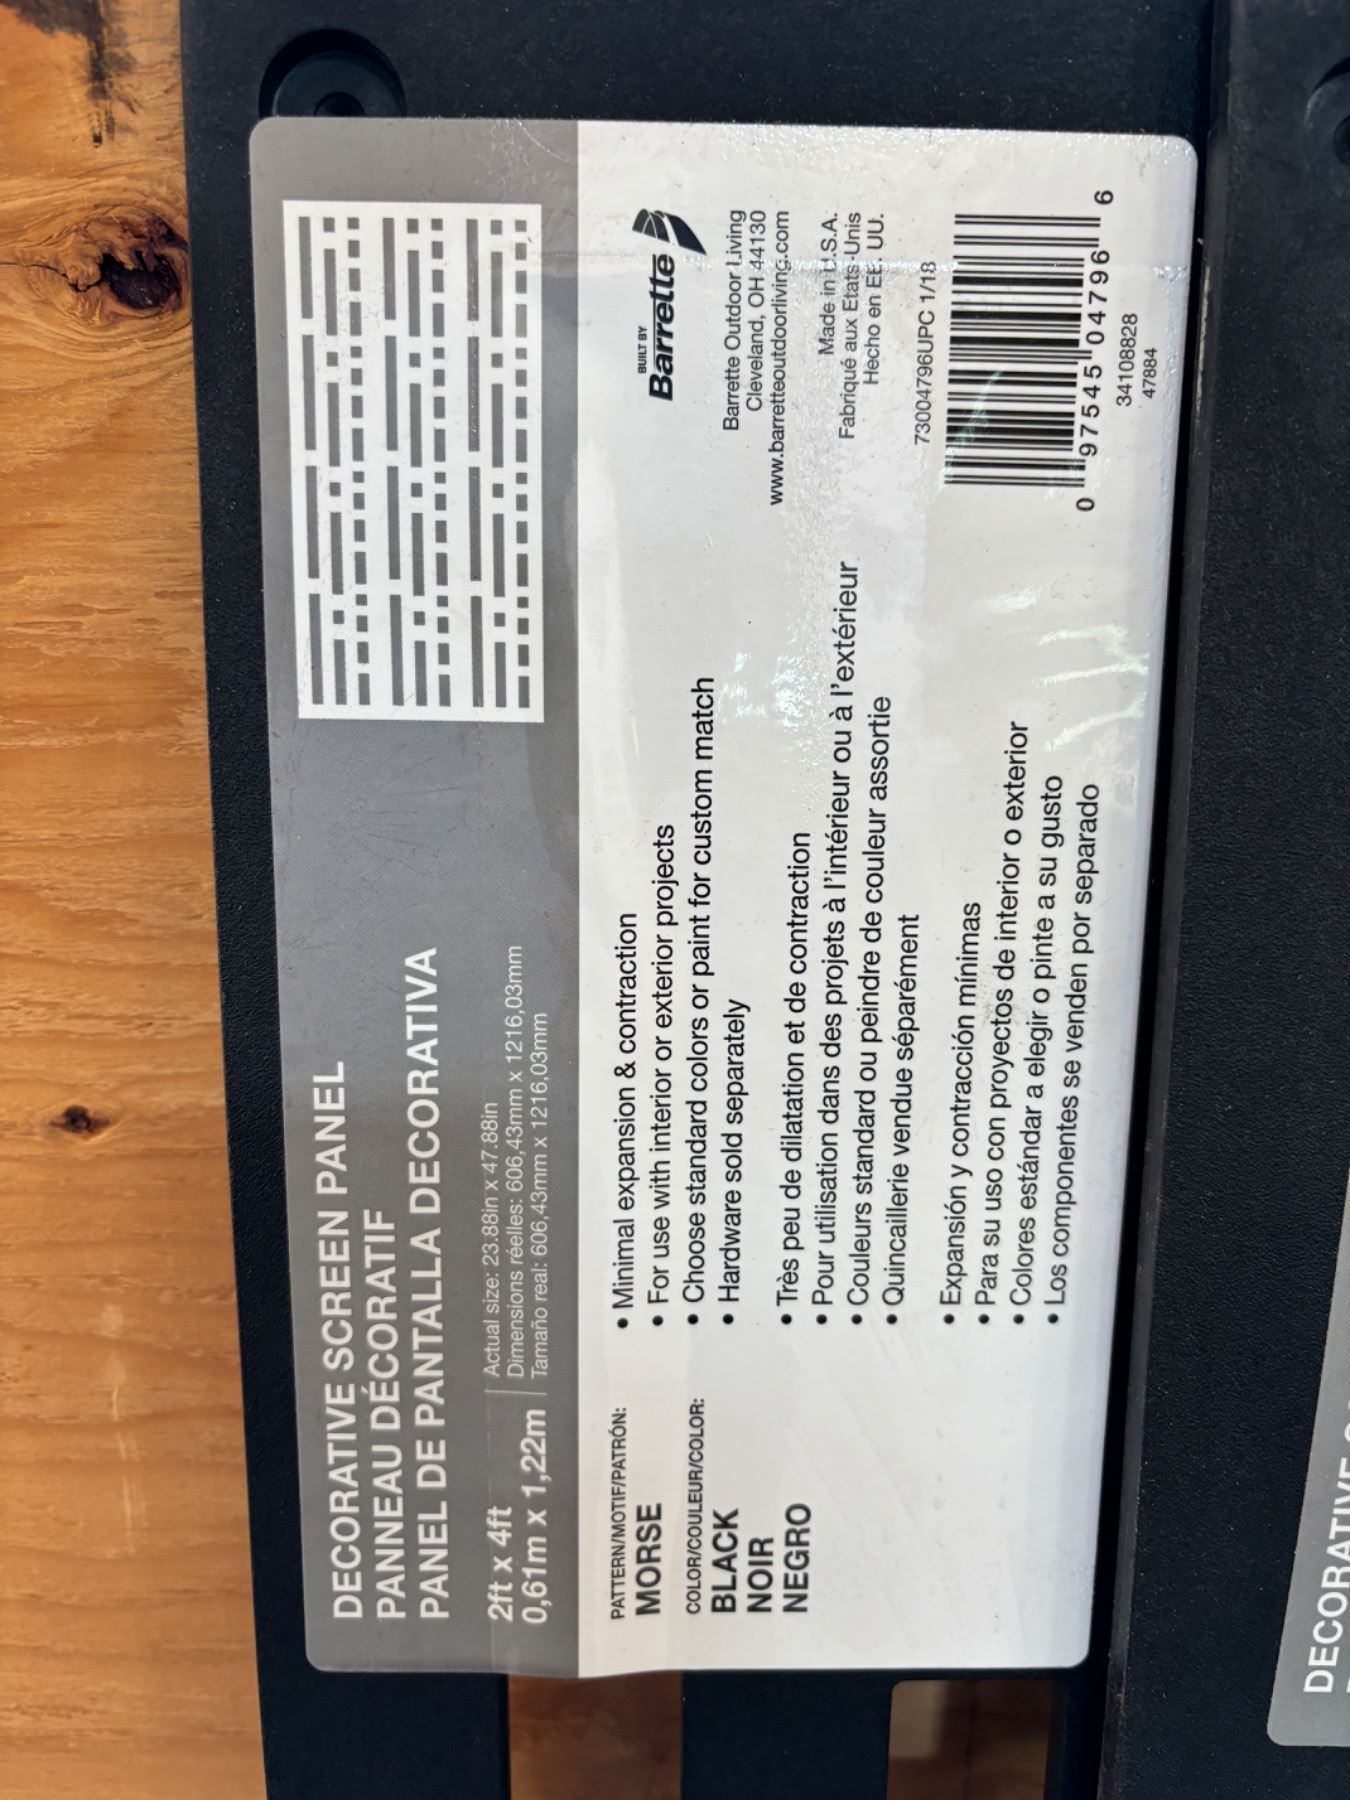 DECORATIVE SCREEN PANEL
PANNEAU DÉCORATIF
PANEL DE PANTALLA DECORATIVA
2ft x 4ft
0,61m x 1,22m
Actual size: 23.88in x 47.88in
Dimensions réelles: 606,43mm x 1216,03mm
Tamaño real: 606,43mm x 1216,03mm
PATTERN/MOTIF/PATRÓN:
MORSE
COLOR/COULEUR/COLOR:
BLACK
NOIR
NEGRO
• Minimal expansion & contraction
• For use with interior or exterior projects
• Choose standard colors or paint for custom match
• Hardware sold separately
• Très peu de dilatation et de contraction
• Pour utilisation dans des projets à l'intérieur ou à l'extérieur
• Couleurs standard ou peindre de couleur assortie
• Quincaillerie vendue séparément
• Expansión y contracción mínimas
• Para su uso con proyectos de interior o exterior
• Colores estándar a elegir o pinte a su gusto
• Los componentes se venden por separado
BUILT BY
Barrette
Barrette Outdoor Living
Cleveland, OH 44130
www.barretteoutdoorliving.com
Made in U.S.A.
Fabriqué aux Etats-Unis
Hecho en EE. UU.
73004796UPC 1/18
0 97545 04796 6
34108828
47884
DECORATIVE